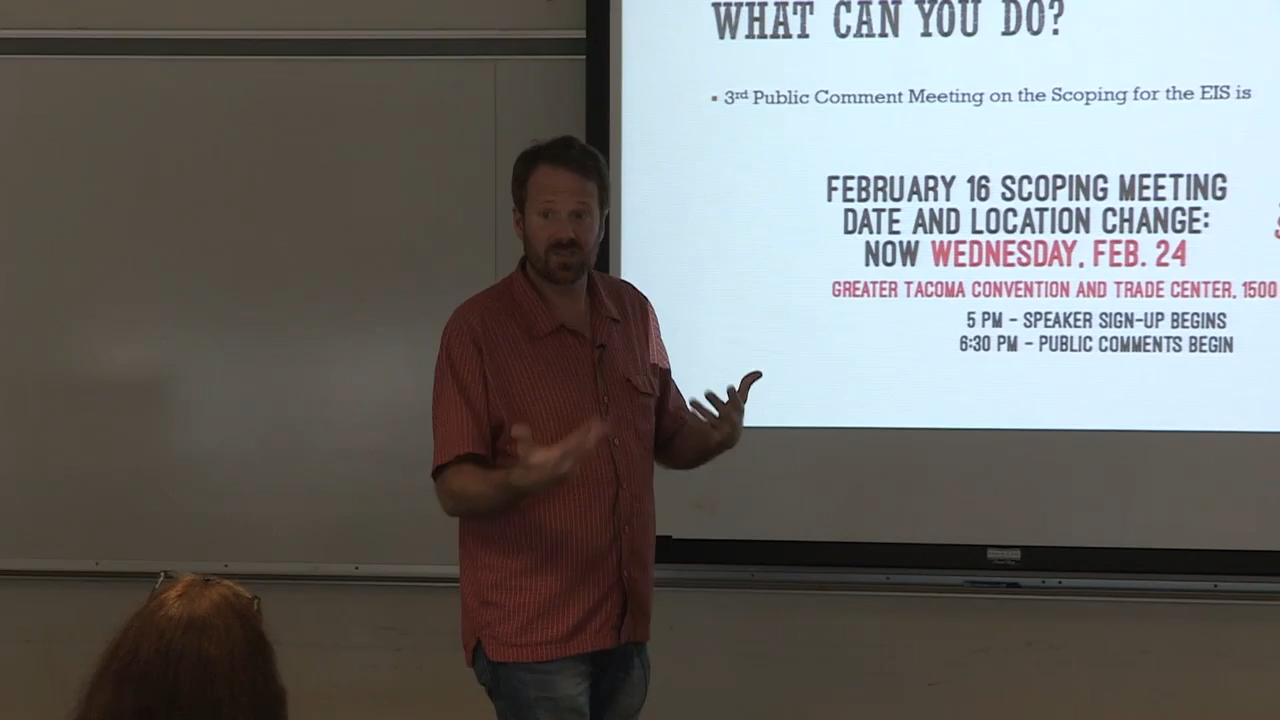 WHAT CAN YOU DO?
▪ 3rd Public Comment Meeting on the Scoping for the EIS is
FEBRUARY 16 SCOPING MEETING
DATE AND LOCATION CHANGE:
NOW WEDNESDAY, FEB. 24
GREATER TACOMA CONVENTION AND TRADE CENTER, 1500
5 PM - SPEAKER SIGN-UP BEGINS
6:30 PM - PUBLIC COMMENTS BEGIN